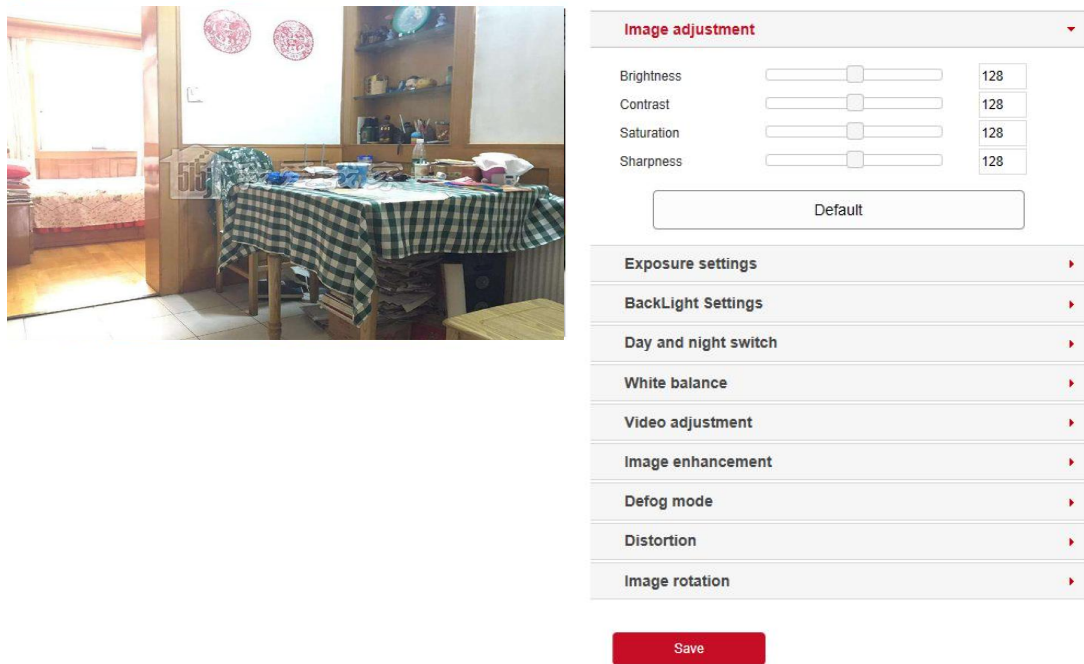 Image adjustment
Brightness 128
Contrast 128
Saturation 128
Sharpness 128
Default
Exposure settings
BackLight Settings
Day and night switch
White balance
Video adjustment
Image enhancement
Defog mode
Distortion
Image rotation
Save